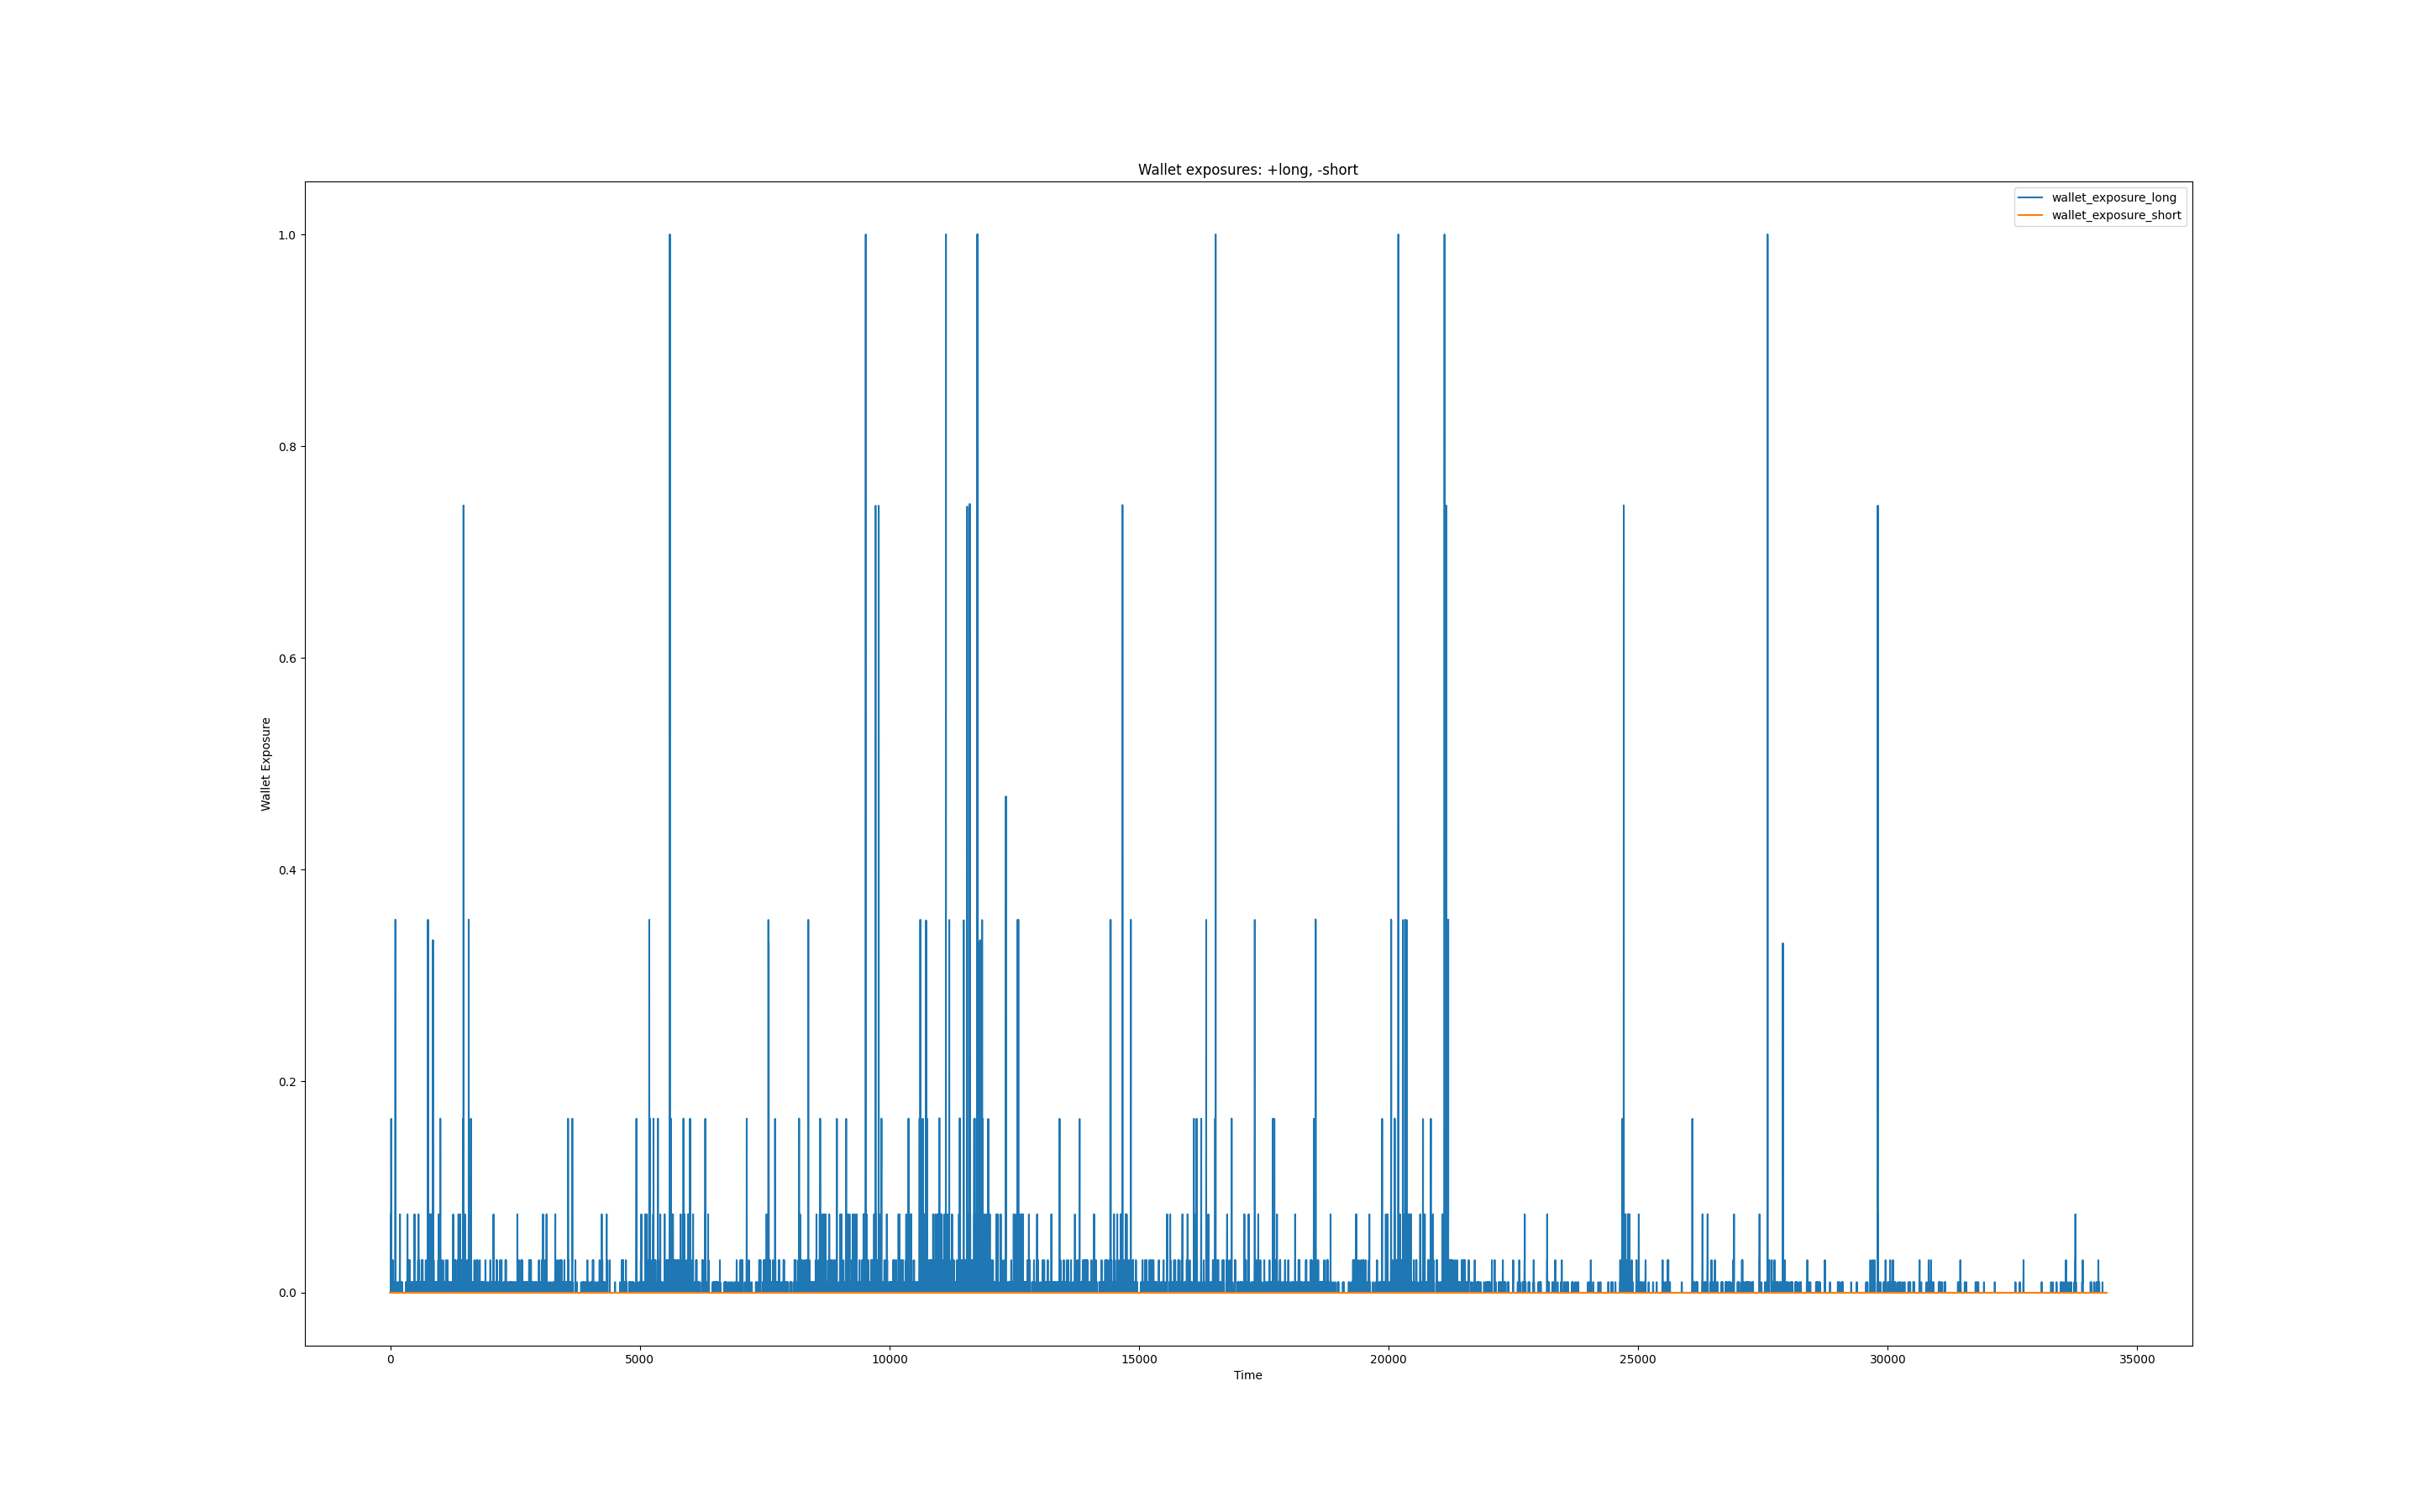 Wallet exposures: +long, -short
wallet_exposure_long
wallet_exposure_short
1.0
0.8
0.6
0.4
0.2
0.0
Wallet Exposure
0 5000 10000 15000 20000 25000 30000 35000
Time